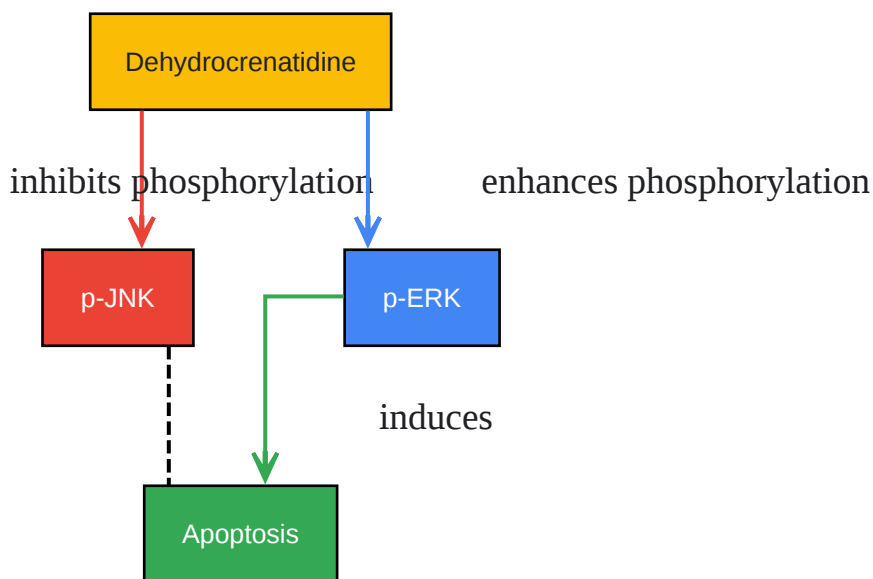 Dehydrocrenatidine
inhibits phosphorylation
enhances phosphorylation
p-JNK
p-ERK
induces
Apoptosis